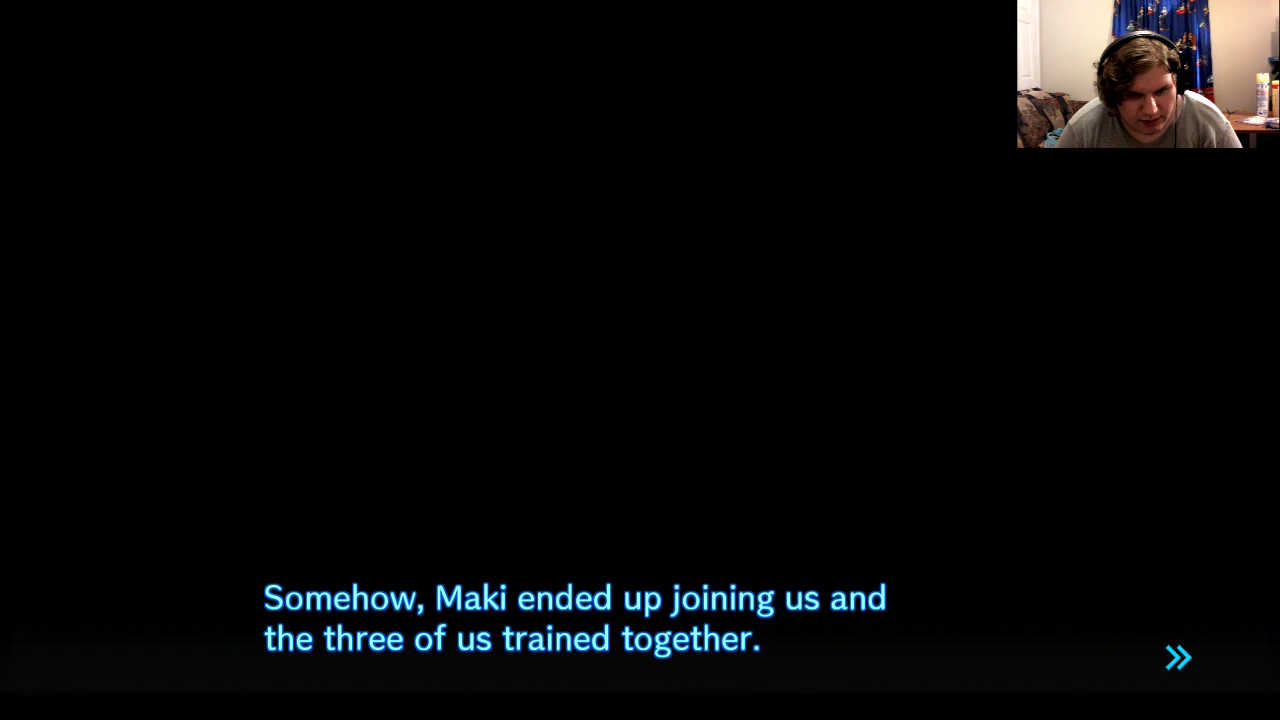 Somehow, Maki ended up joining us and
the three of us trained together.